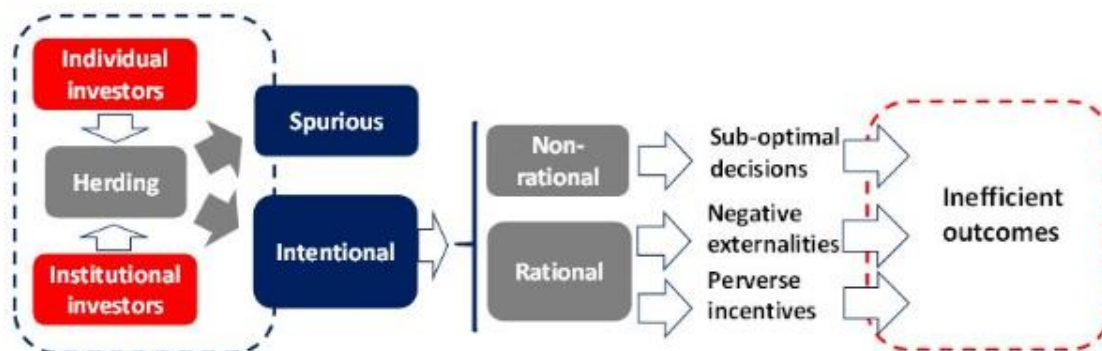 Individual
investors
Herding
Institutional
investors
Spurious
Intentional
Non-
rational
Rational
Sub-optimal
decisions
Negative
externalities
Perverse
incentives
Inefficient
outcomes